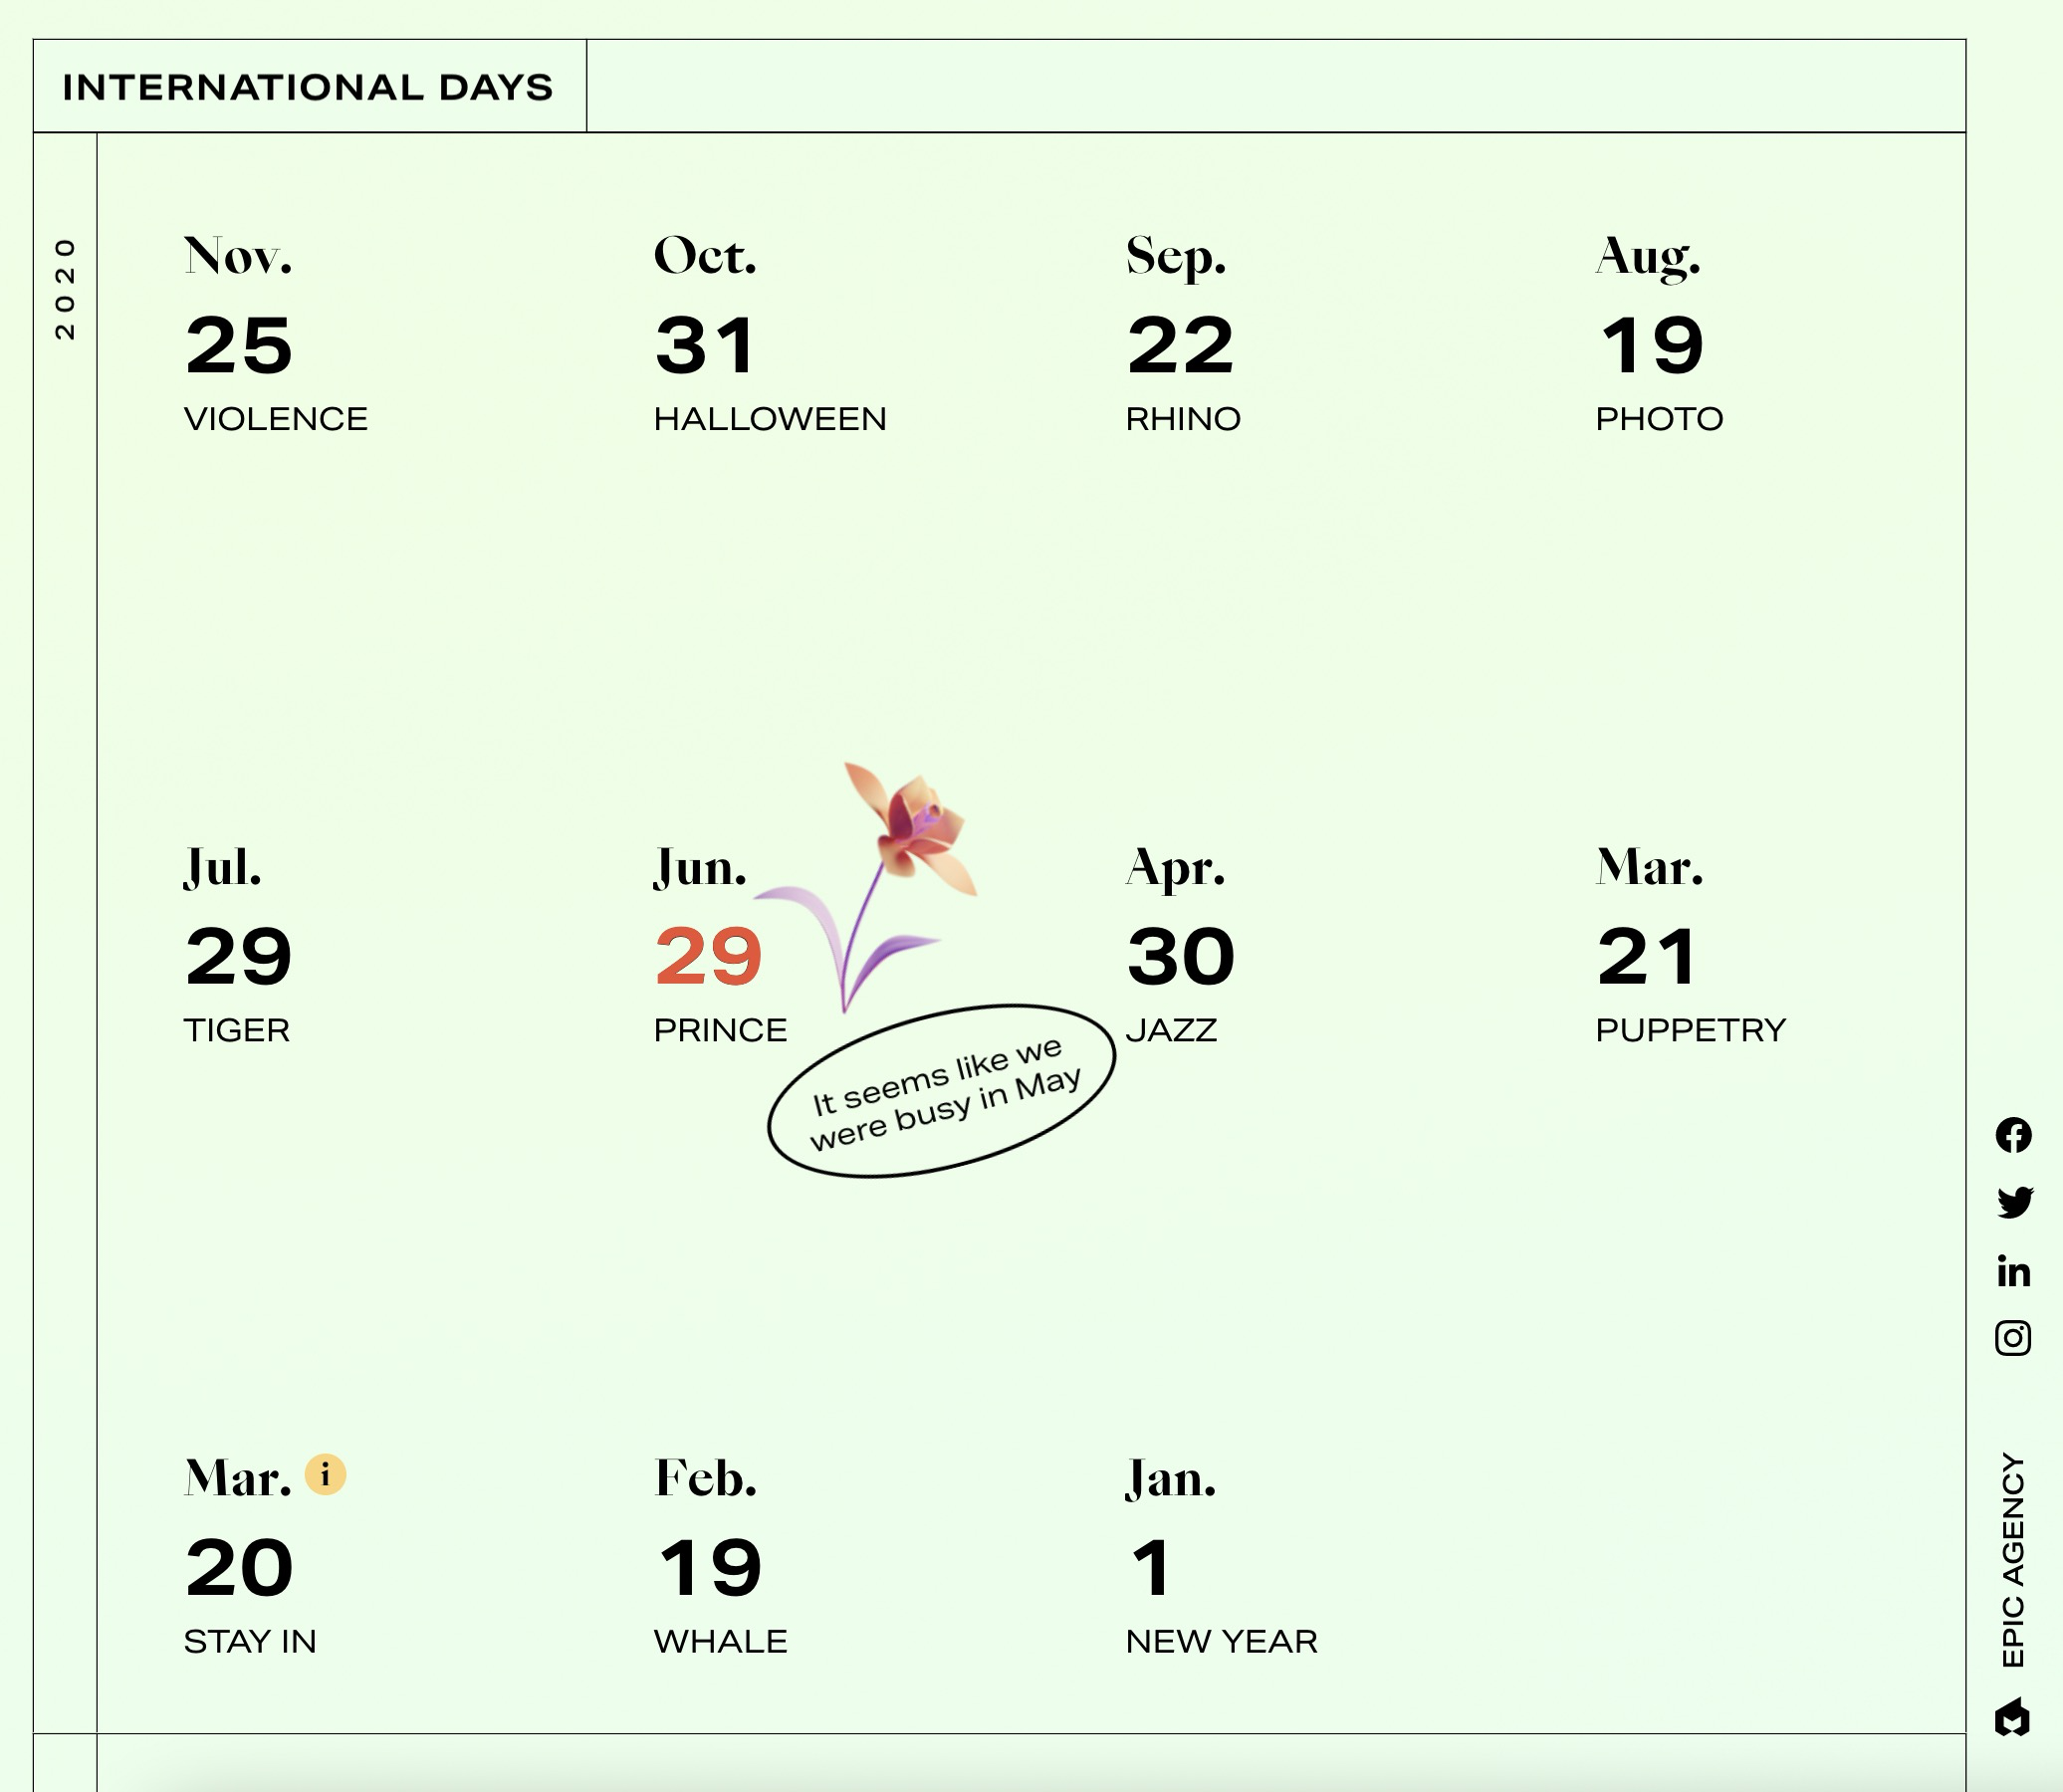 INTERNATIONAL DAYS
2020
Nov.
25
VIOLENCE
Oct.
31
HALLOWEEN
Sep.
22
RHINO
Aug.
19
PHOTO
Jul.
29
TIGER
Jun.
29
PRINCE
It seems like we
were busy in May
Apr.
30
JAZZ
Mar.
21
PUPPETRY
Mar. i
20
STAY IN
Feb.
19
WHALE
Jan.
1
NEW YEAR
in
EPIC AGENCY